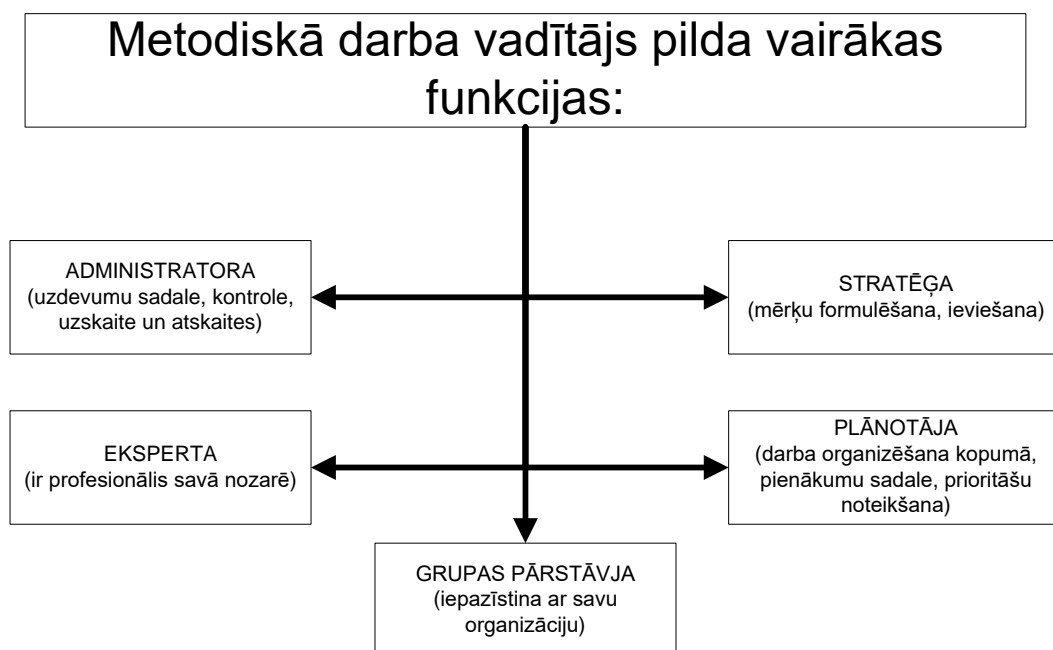 Metodiskā darba vadītājs pilda vairākas
funkcijas:
ADMINISTRATORA
(uzdevumu sadale, kontrole,
uzskaite un atskaites)
STRATĒĢA
(mērķu formulēšana, ieviešana)
EKSPERTA
(ir profesionālis savā nozarē)
PLĀNOTĀJA
(darba organizēšana kopumā,
pienākumu sadale, prioritāšu
noteikšana)
GRUPAS PĀRSTĀVJA
(iepazīstina ar savu
organizāciju)